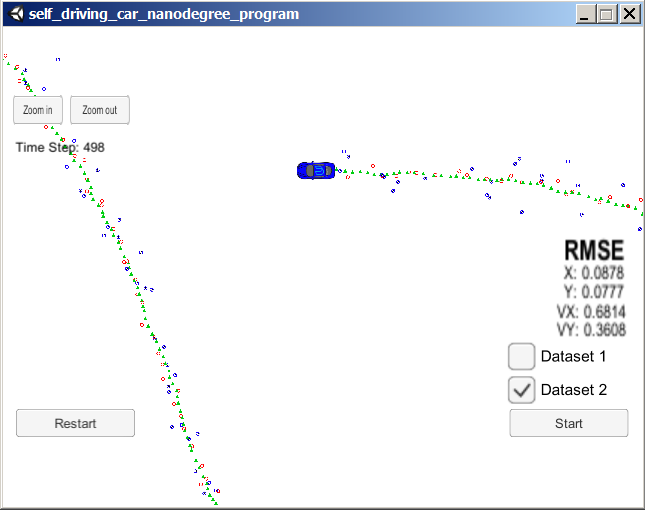 self_driving_car_nanodegree_program
Zoom in
Zoom out
Time Step: 498
RMSE
X: 0.0878
Y: 0.0777
VX: 0.6814
VY: 0.3608
Dataset 1
Dataset 2
Restart
Start